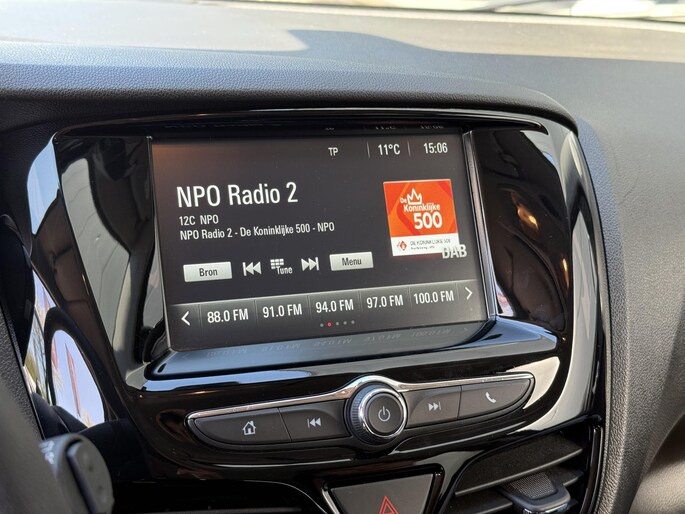 TP 11°C 15:06
NPO Radio 2
12C NPO
NPO Radio 2 - De Koninklijke 500 - NPO
De
Koninklijke
500
DAB
Bron Tune Menu
88.0 FM 91.0 FM 94.0 FM 97.0 FM 100.0 FM